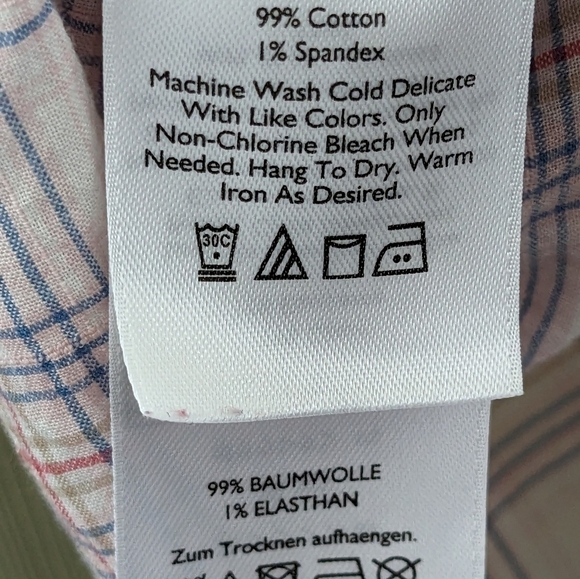 99% Cotton
1% Spandex
Machine Wash Cold Delicate
With Like Colors. Only
Non-Chlorine Bleach When
Needed. Hang To Dry. Warm
Iron As Desired.
30C
99% BAUMWOLLE
1% ELASTHAN
Zum Trocknen aufhaengen.